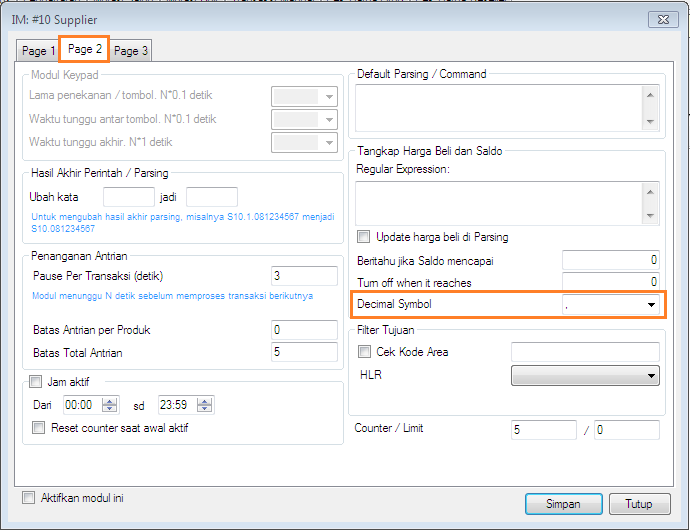 IM: #10 Supplier
Page 1
Page 2
Page 3
Modul Keypad
Lama penekanan / tombol. N*0.1 detik
Waktu tunggu antar tombol. N*0.1 detik
Waktu tunggu akhir. N*1 detik
Hasil Akhir Perintah / Parsing
Ubah kata
jadi
Untuk mengubah hasil akhir parsing, misalnya S10.1.081234567 menjadi
S10.081234567
Penanganan Antrian
Pause Per Transaksi (detik)
3
Modul menunggu N detik sebelum memproses transaksi berikutnya
Batas Antrian per Produk
0
Batas Total Antrian
5
Jam aktif
Dari
00:00
sd
23:59
Reset counter saat awal aktif
Default Parsing / Command
Tangkap Harga Beli dan Saldo
Regular Expression:
Update harga beli di Parsing
Beritahu jika Saldo mencapai
0
Turn off when it reaches
0
Decimal Symbol
Filter Tujuan
Cek Kode Area
HLR
Counter / Limit
5
/
0
Aktifkan modul ini
Simpan
Tutup